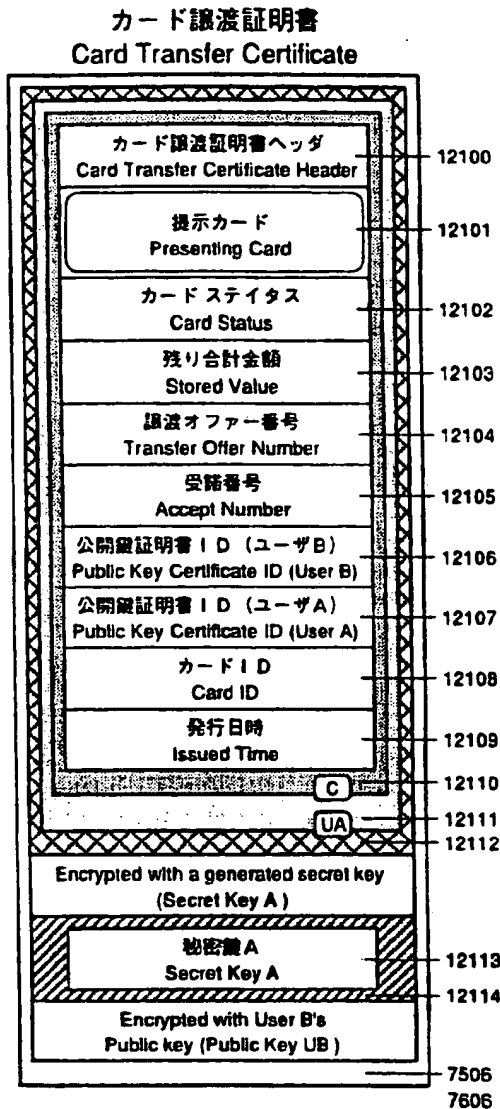 カード譲渡証明書
Card Transfer Certificate
カード譲渡証明書ヘッダ
Card Transfer Certificate Header
12100
提示カード
Presenting Card
12101
カード ステイタス
Card Status
12102
残り合計金額
Stored Value
12103
譲渡オファー番号
Transfer Offer Number
12104
受諾番号
Accept Number
12105
公開鍵証明書ID（ユーザB）
Public Key Certificate ID (User B)
12106
公開鍵証明書ID（ユーザA）
Public Key Certificate ID (User A)
12107
カードID
Card ID
12108
発行日時
Issued Time
12109
C
12110
UA
12111
12112
Encrypted with a generated secret key
(Secret Key A )
秘密鍵A
Secret Key A
12113
12114
Encrypted with User B's
Public key (Public Key UB )
7506
7606